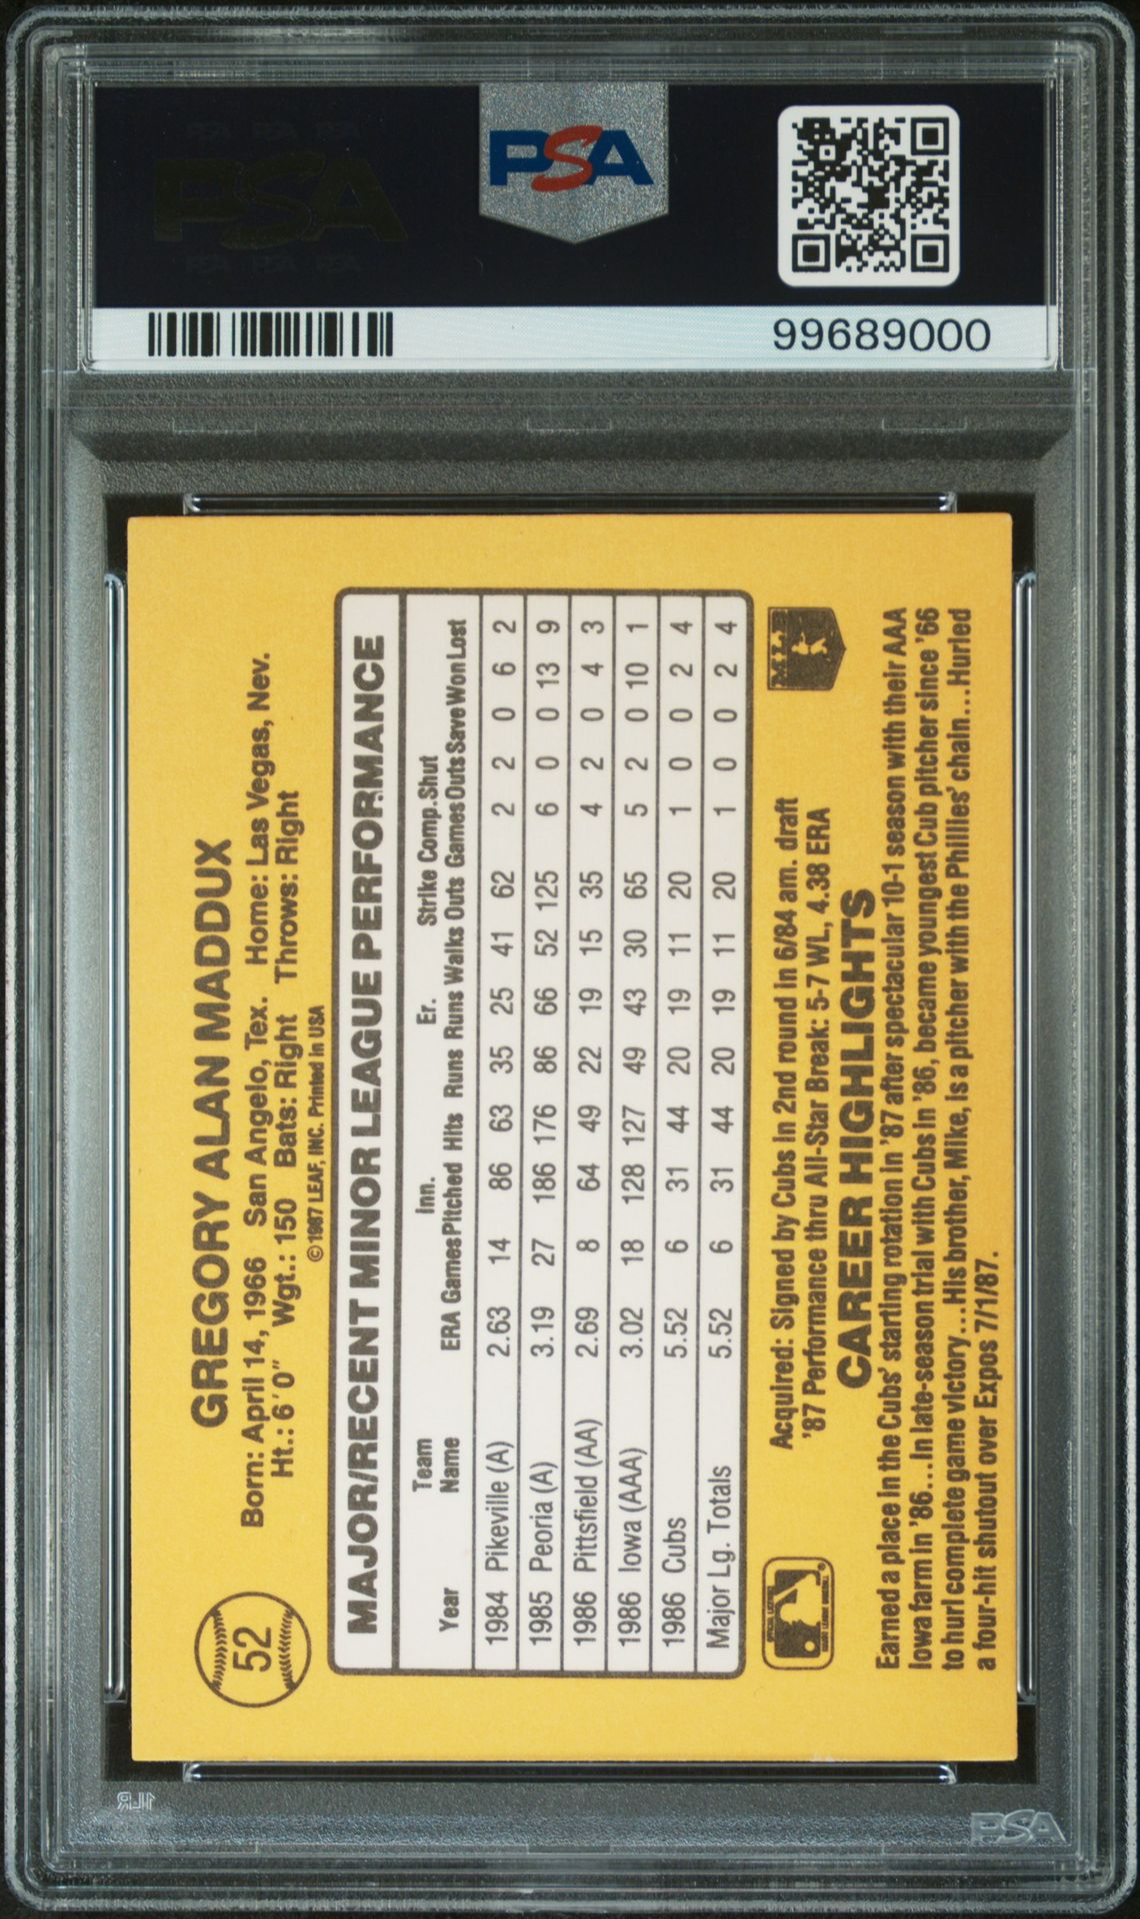 PSA
99689000
52
GREGORY ALAN MADDUX
Born: April 14, 1966 San Angelo, Tex. Home: Las Vegas, Nev.
Ht.: 6'0" Wgt.: 150 Bats: Right Throws: Right
©1987 LEAF, INC. Printed in USA
MAJOR/RECENT MINOR LEAGUE PERFORMANCE
Team Inn. Er. Strike Comp. Shut
Year Name ERA Games Pitched Hits Runs Runs Walks Outs Games Outs Save Won Lost
1984 Pikeville (A) 2.63 14 86 63 35 25 41 62 2 2 0 6 2
1985 Peoria (A) 3.19 27 186 176 86 66 52 125 6 0 0 13 9
1986 Pittsfield (AA) 2.69 8 64 49 22 19 15 35 4 2 0 4 3
1986 Iowa (AAA) 3.02 18 128 127 49 43 30 65 5 2 0 10 1
1986 Cubs 5.52 6 31 44 20 19 11 20 1 0 0 2 4
Major Lg. Totals 5.52 6 31 44 20 19 11 20 1 0 0 2 4
Acquired: Signed by Cubs in 2nd round in 6/84 am. draft
'87 Performance thru All-Star Break: 5-7 WL, 4.38 ERA
CAREER HIGHLIGHTS
Earned a place in the Cubs' starting rotation in '87 after spectacular 10-1 season with their AAA
Iowa farm in '86...In late-season trial with Cubs in '86, became youngest Cub pitcher since '66
to hurl complete game victory...His brother, Mike, is a pitcher with the Phillies' chain...Hurled
a four-hit shutout over Expos 7/1/87.
MLB
PSA